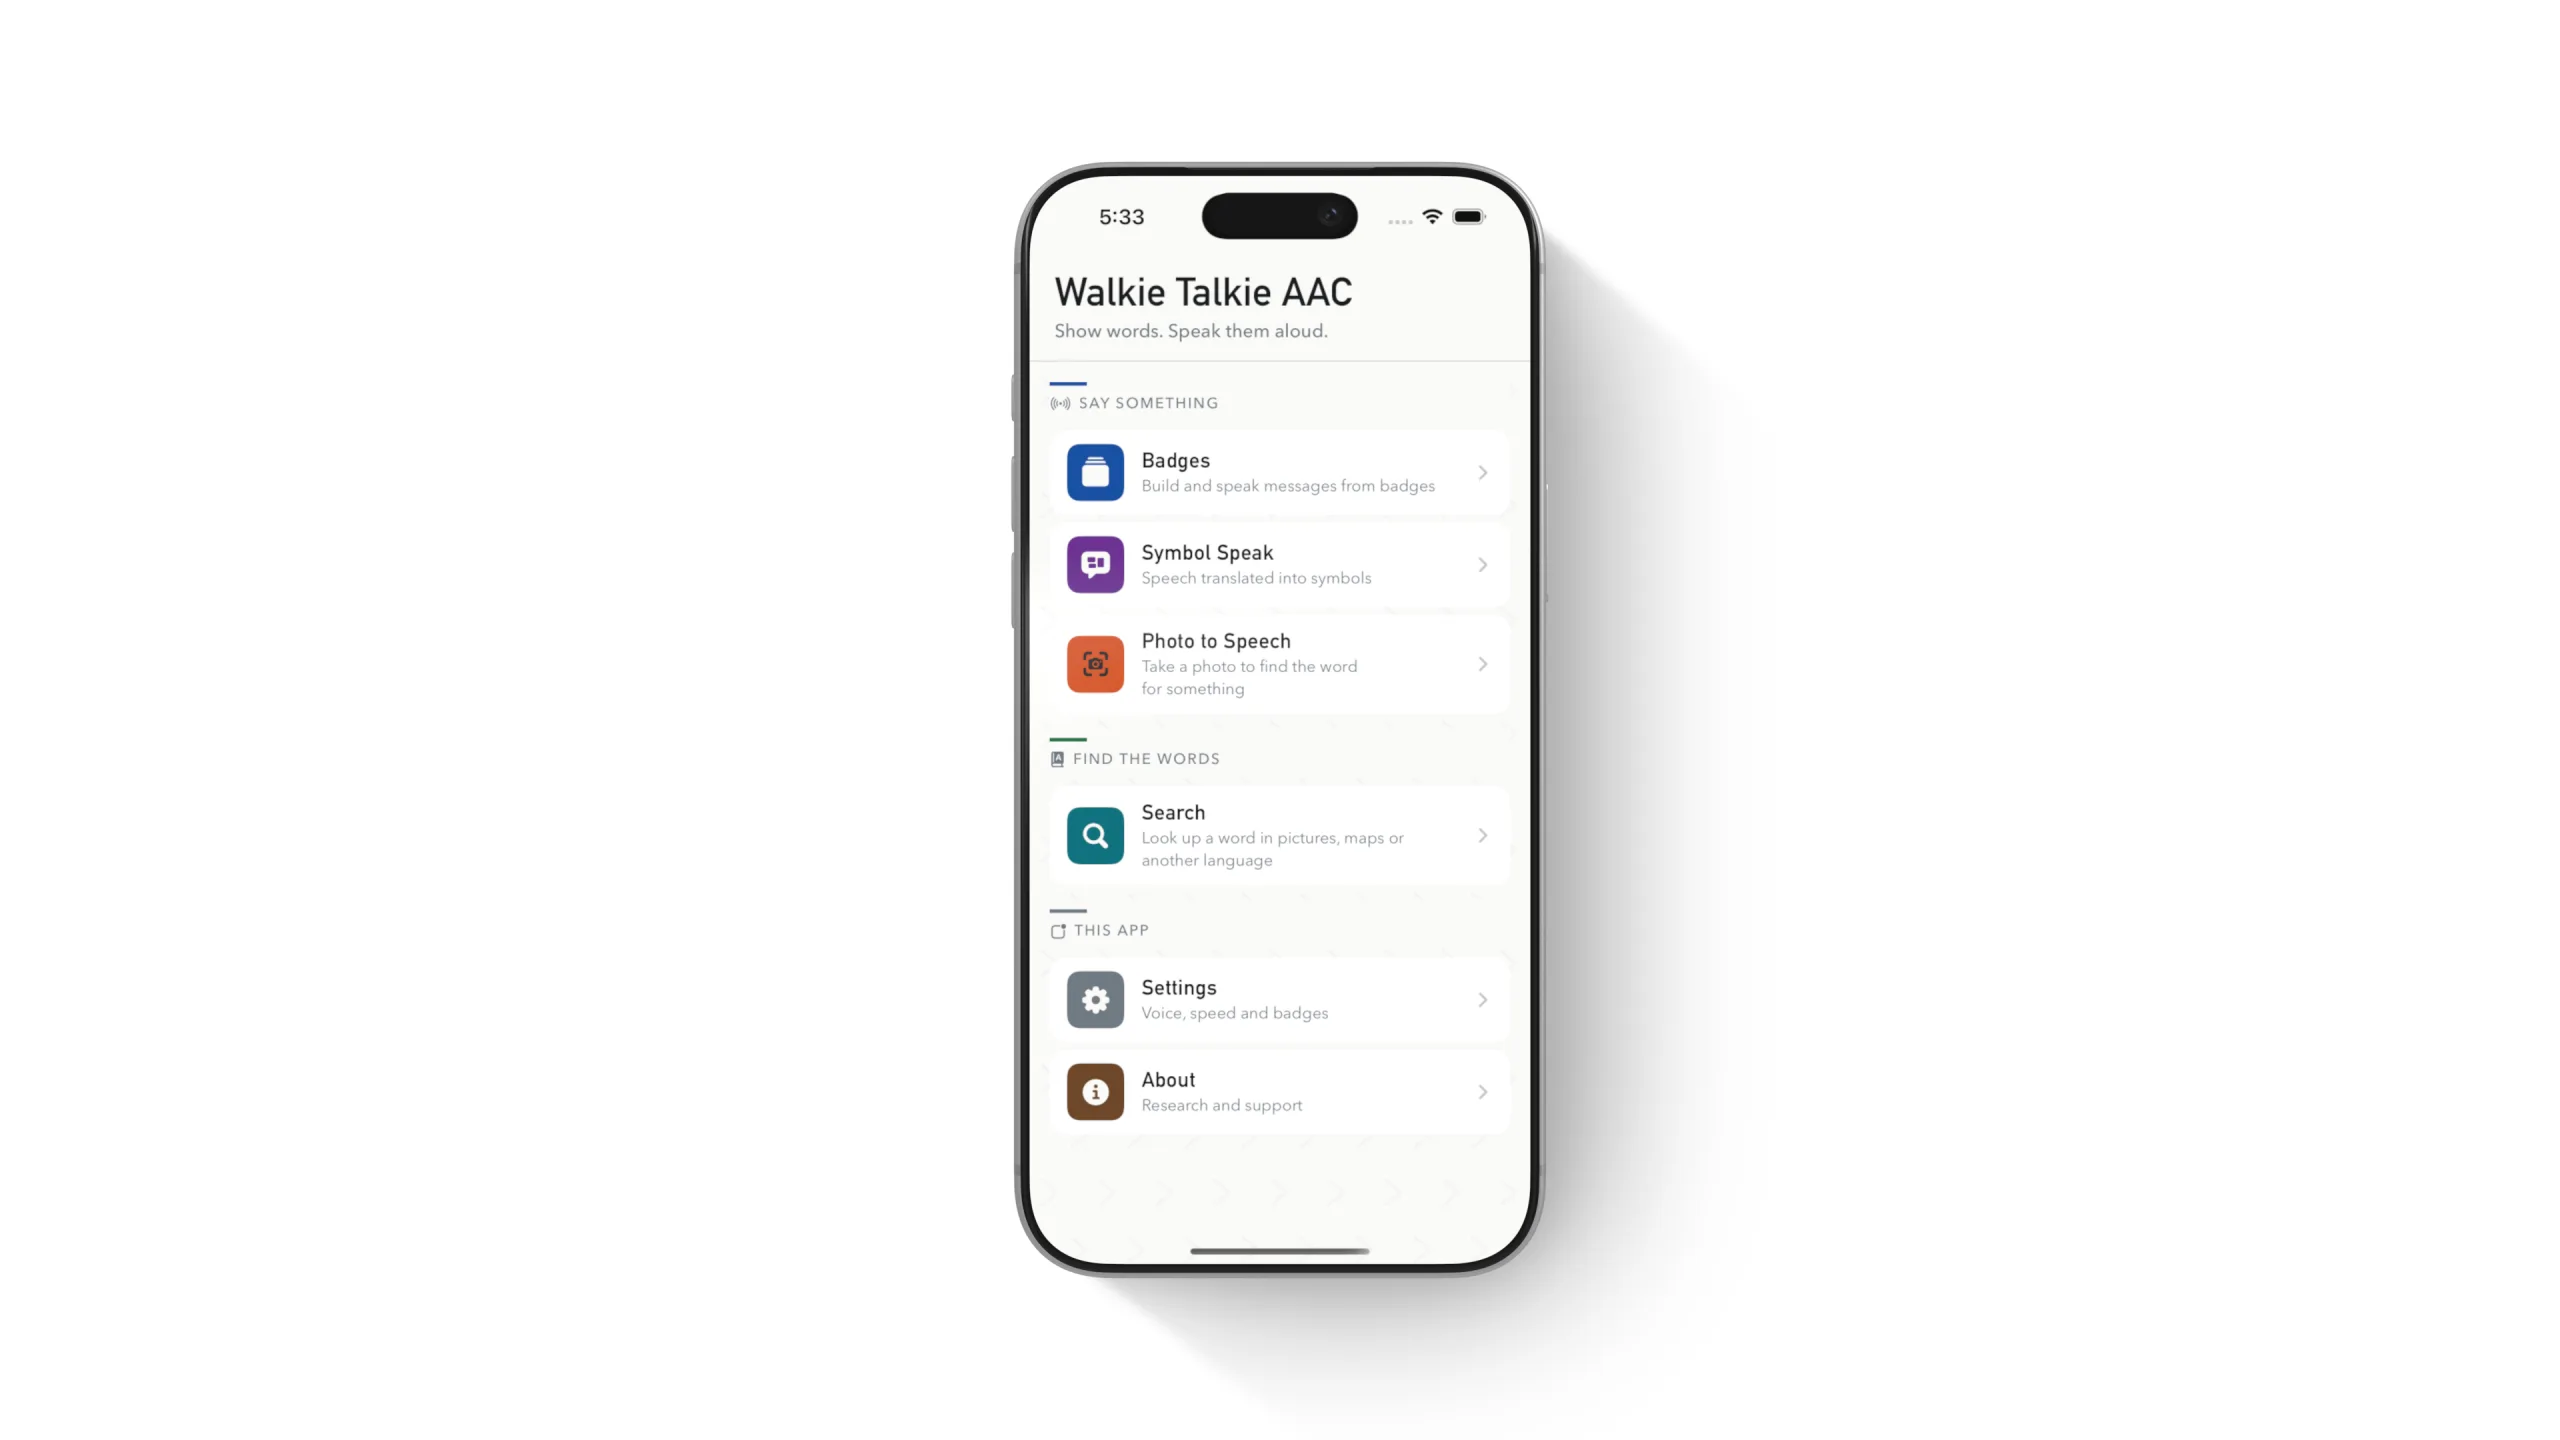 5:33
Walkie Talkie AAC
Show words. Speak them aloud.
SAY SOMETHING
Badges
Build and speak messages from badges
Symbol Speak
Speech translated into symbols
Photo to Speech
Take a photo to find the word
for something
FIND THE WORDS
Search
Look up a word in pictures, maps or
another language
THIS APP
Settings
Voice, speed and badges
About
Research and support